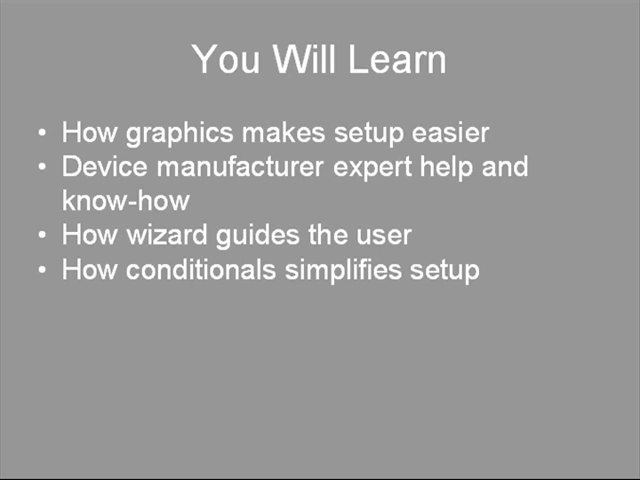 You Will Learn
• How graphics makes setup easier
• Device manufacturer expert help and
know-how
• How wizard guides the user
• How conditionals simplifies setup